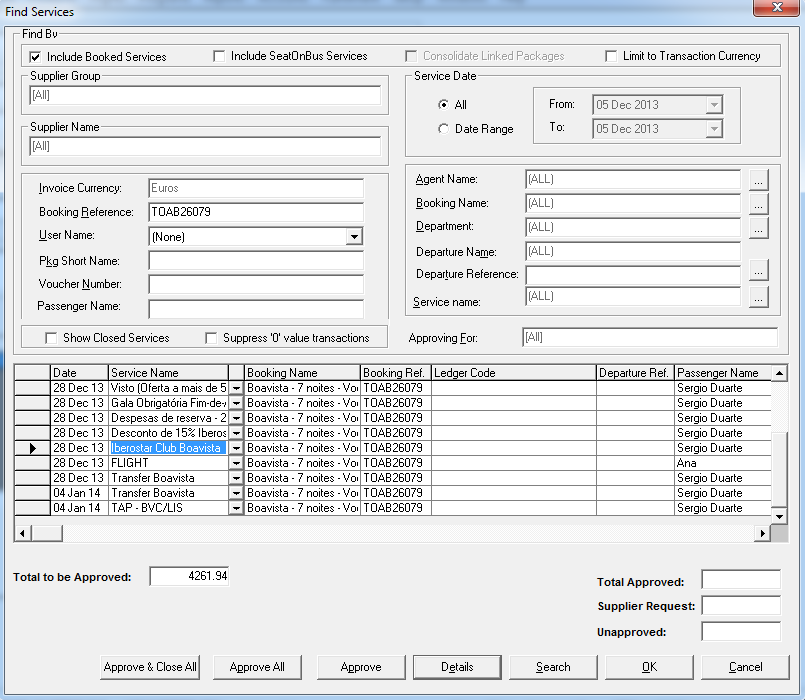 Find Services
Find By
Include Booked Services Include SeatOnBus Services Consolidate Linked Packages Limit to Transaction Currency
Supplier Group
[All]
Supplier Name
[All]
Service Date
All From: 05 Dec 2013
Date Range To: 05 Dec 2013
Invoice Currency: Euros
Booking Reference: TOAB26079
User Name: (None)
Pkg Short Name:
Voucher Number:
Passenger Name:
Agent Name: (ALL) ...
Booking Name: (ALL) ...
Department: (ALL) ...
Departure Name: (ALL)
Departure Reference: ...
Service name: (ALL) ...
Show Closed Services Suppress '0' value transactions
Approving For: [All]
Date Service Name Booking Name Booking Ref. Ledger Code Departure Ref. Passenger Name
28 Dec 13 Visto (Oferta a mais de 5 Boavista - 7 noites - Vo TOAB26079 Sergio Duarte
28 Dec 13 Gala Obrigatória Fim-de- Boavista - 7 noites - Vo TOAB26079 Sergio Duarte
28 Dec 13 Despesas de reserva - 2 Boavista - 7 noites - Vo TOAB26079 Sergio Duarte
28 Dec 13 Desconto de 15% Iberos Boavista - 7 noites - Vo TOAB26079 Sergio Duarte
28 Dec 13 Iberostar Club Boavista Boavista - 7 noites - Vo TOAB26079 Sergio Duarte
28 Dec 13 FLIGHT Boavista - 7 noites - Vo TOAB26079 Ana
28 Dec 13 Transfer Boavista Boavista - 7 noites - Vo TOAB26079 Sergio Duarte
04 Jan 14 Transfer Boavista Boavista - 7 noites - Vo TOAB26079 Sergio Duarte
04 Jan 14 TAP - BVC/LIS Boavista - 7 noites - Vo TOAB26079 Sergio Duarte
Total to be Approved: 4261.94
Total Approved:
Supplier Request:
Unapproved:
Approve & Close All Approve All Approve Details Search OK Cancel